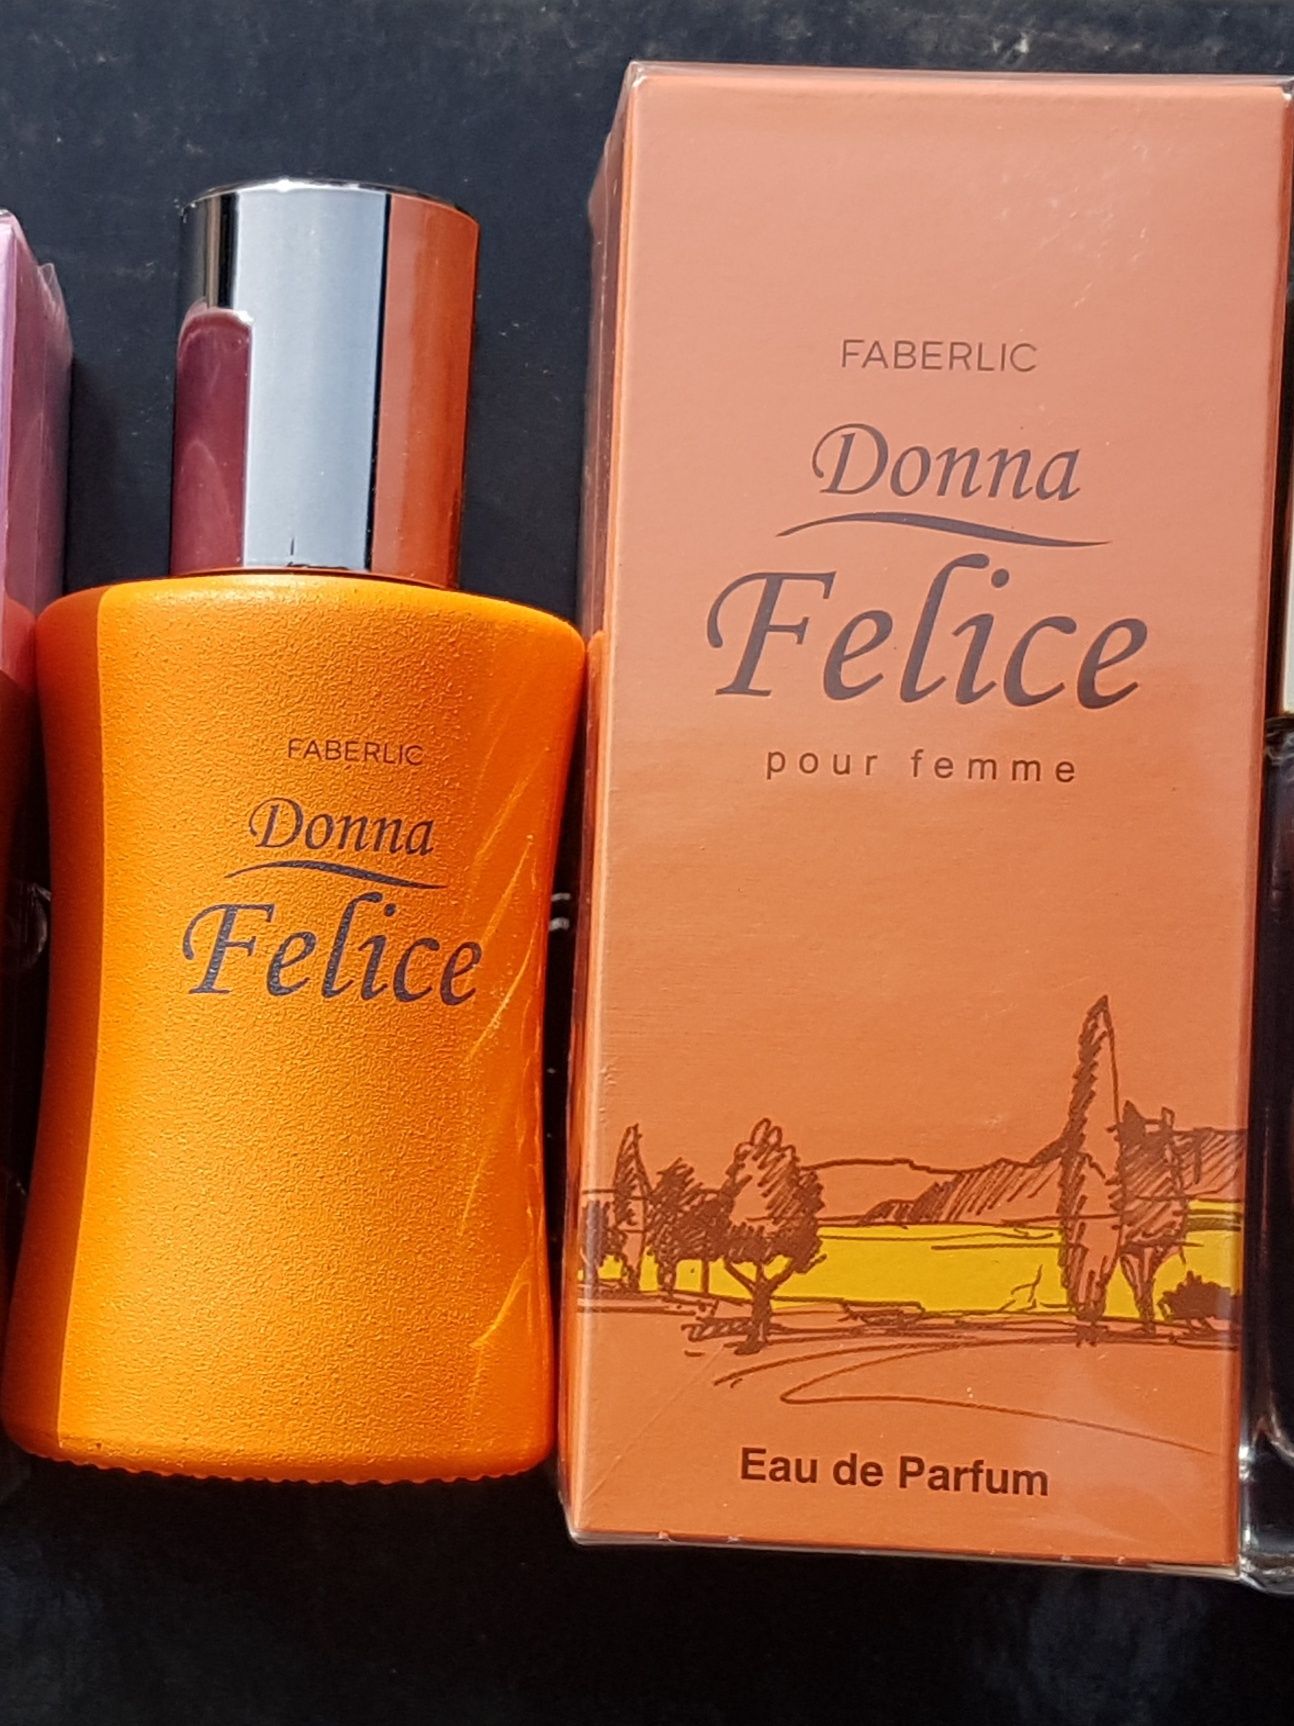 FABERLIC
Donna
Felice
FABERLIC
Donna
Felice
pour femme
Eau de Parfum